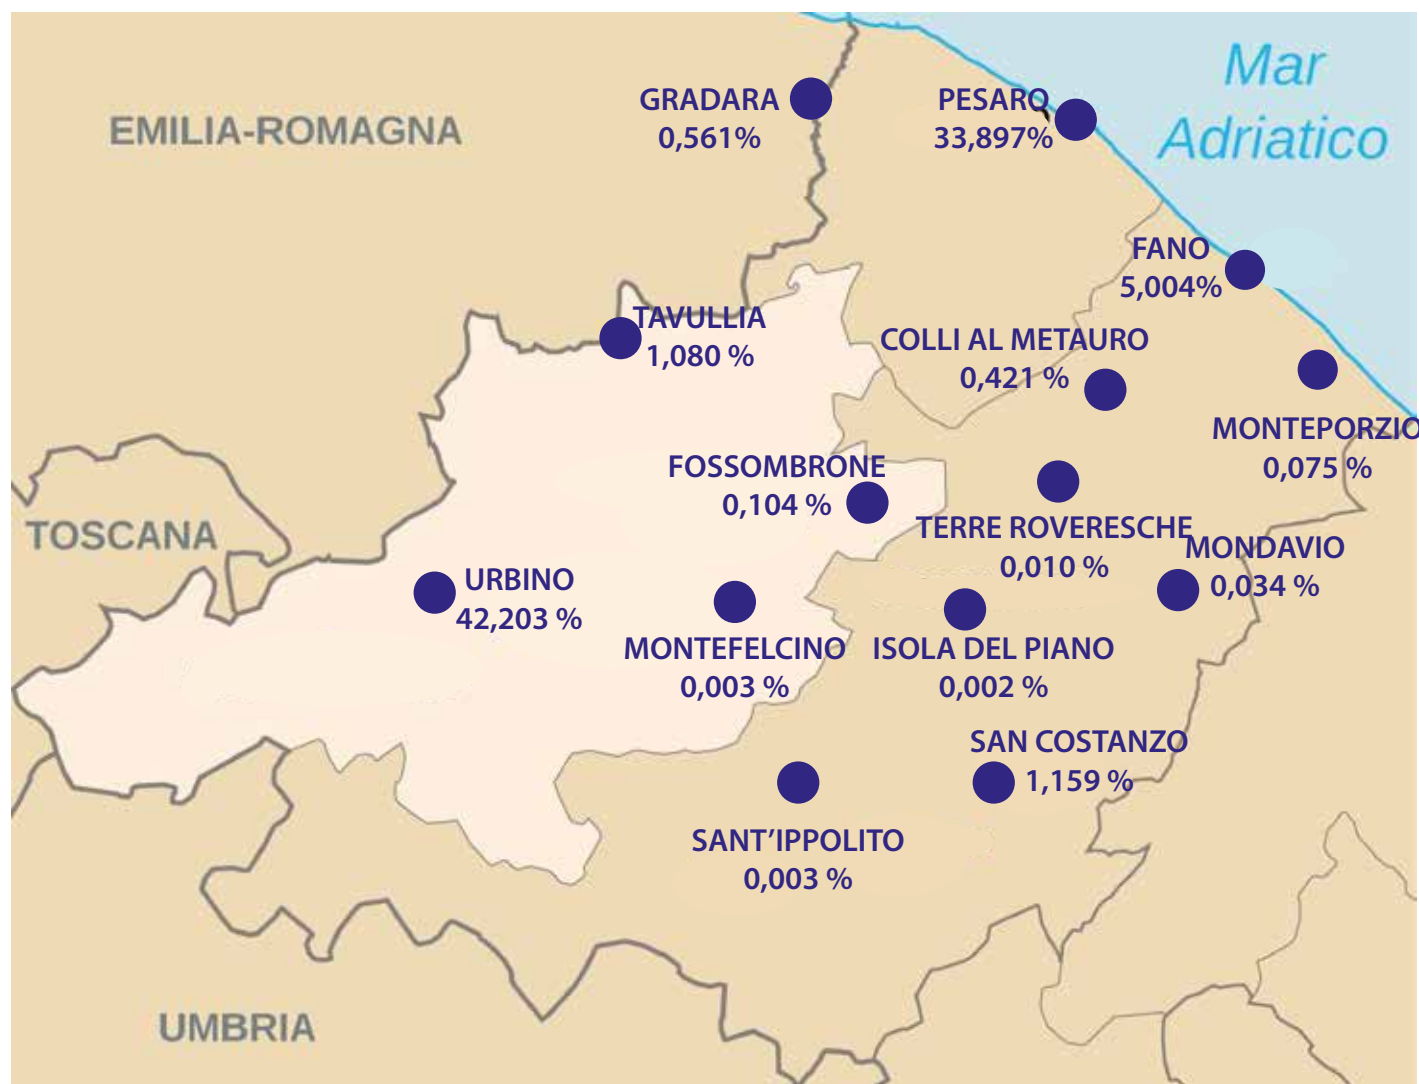 Mar
Adriatico
EMILIA-ROMAGNA
GRADARA
0,561%
PESARO
33,897%
FANO
5,004%
TAVULLIA
1,080 %
COLLI AL METAURO
0,421 %
MONTEPORZIO
0,075 %
FOSSOMBRONE
0,104 %
TOSCANA
TERRE ROVERESCHE
0,010 %
MONDAVIO
0,034 %
URBINO
42,203 %
MONTEFELCINO
0,003 %
ISOLA DEL PIANO
0,002 %
SAN COSTANZO
1,159 %
SANT’IPPOLITO
0,003 %
UMBRIA